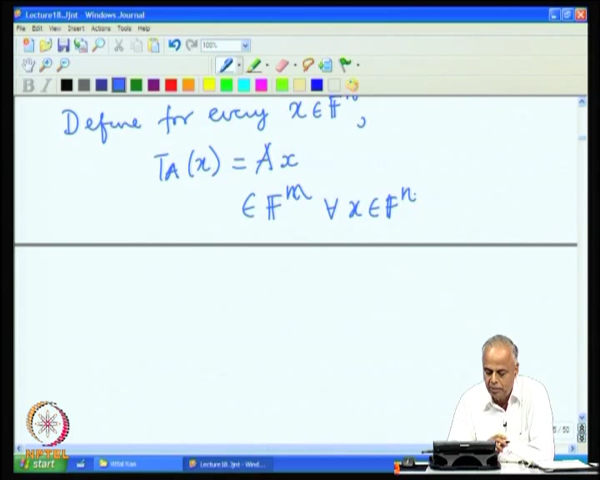 Lecture18.Jnt - Windows Journal
File Edit View Insert Actions Tools Help
100%
Define for every x ∈ Fⁿ,
T_A(x) = Ax
∈ F^m ∀ x ∈ Fⁿ.
NPTEL
start
Lecture18.Jnt - Wind...